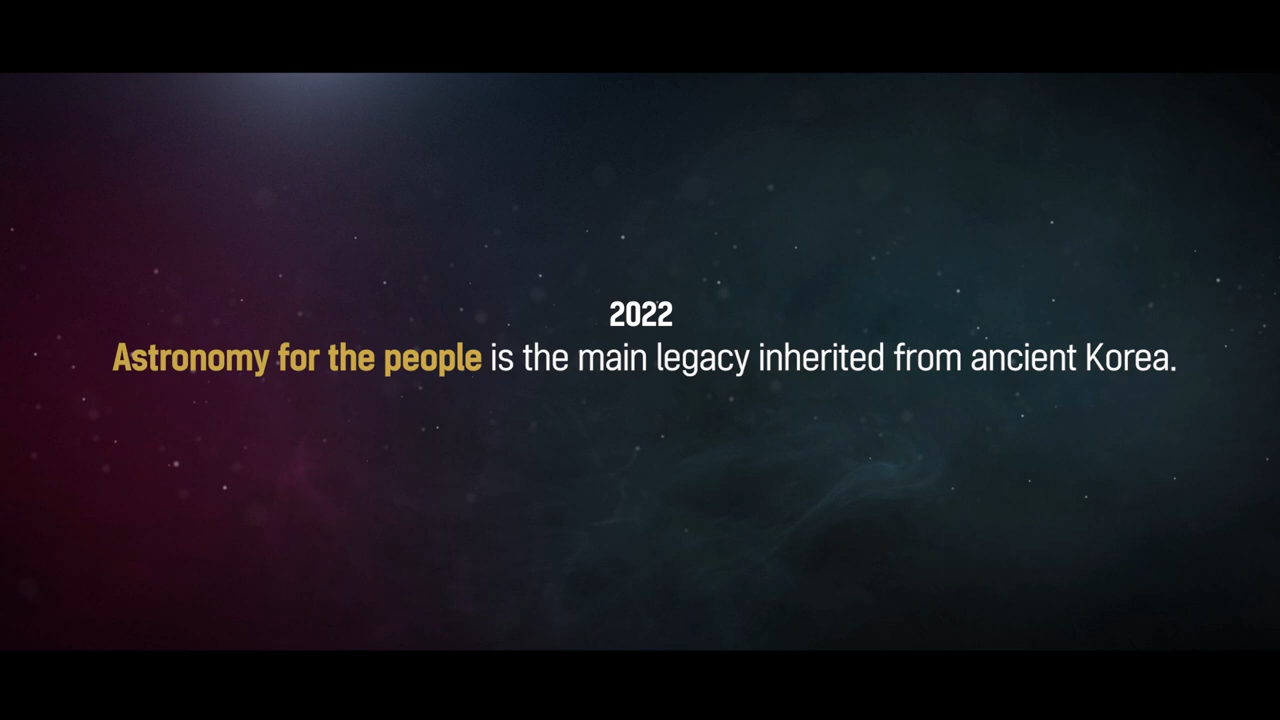 2022
Astronomy for the people is the main legacy inherited from ancient Korea.